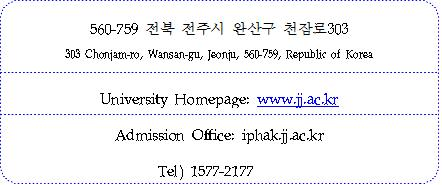 560-759 전북 전주시 완산구 천잠로303
303 Chonjam-ro, Wansan-gu, Jeonju, 560-759, Republic of Korea
University Homepage: www.jj.ac.kr
Admission Office: iphak.jj.ac.kr
Tel) 1577-2177